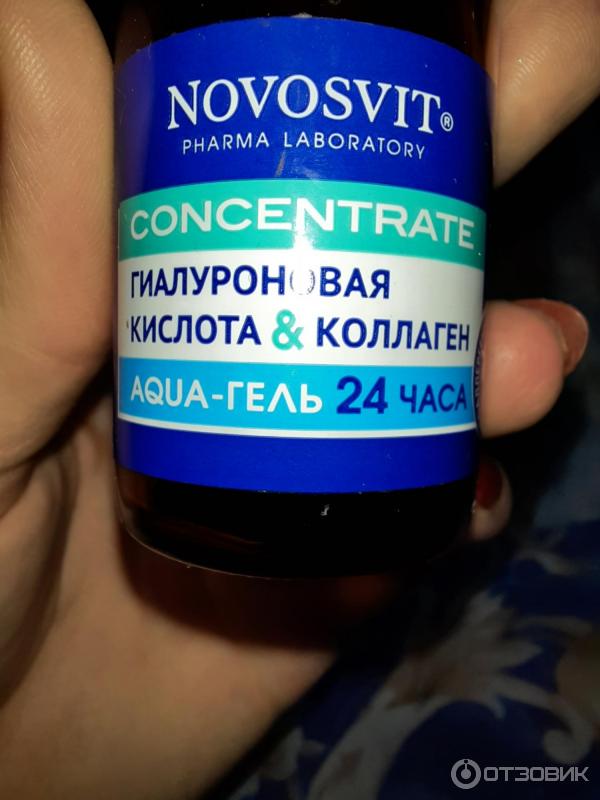 NOVOSVIT®
PHARMA LABORATORY
CONCENTRATE
ГИАЛУРОНОВАЯ
КИСЛОТА & КОЛЛАГЕН
AQUA-ГЕЛЬ 24 ЧАСА
ОТЗОВИК